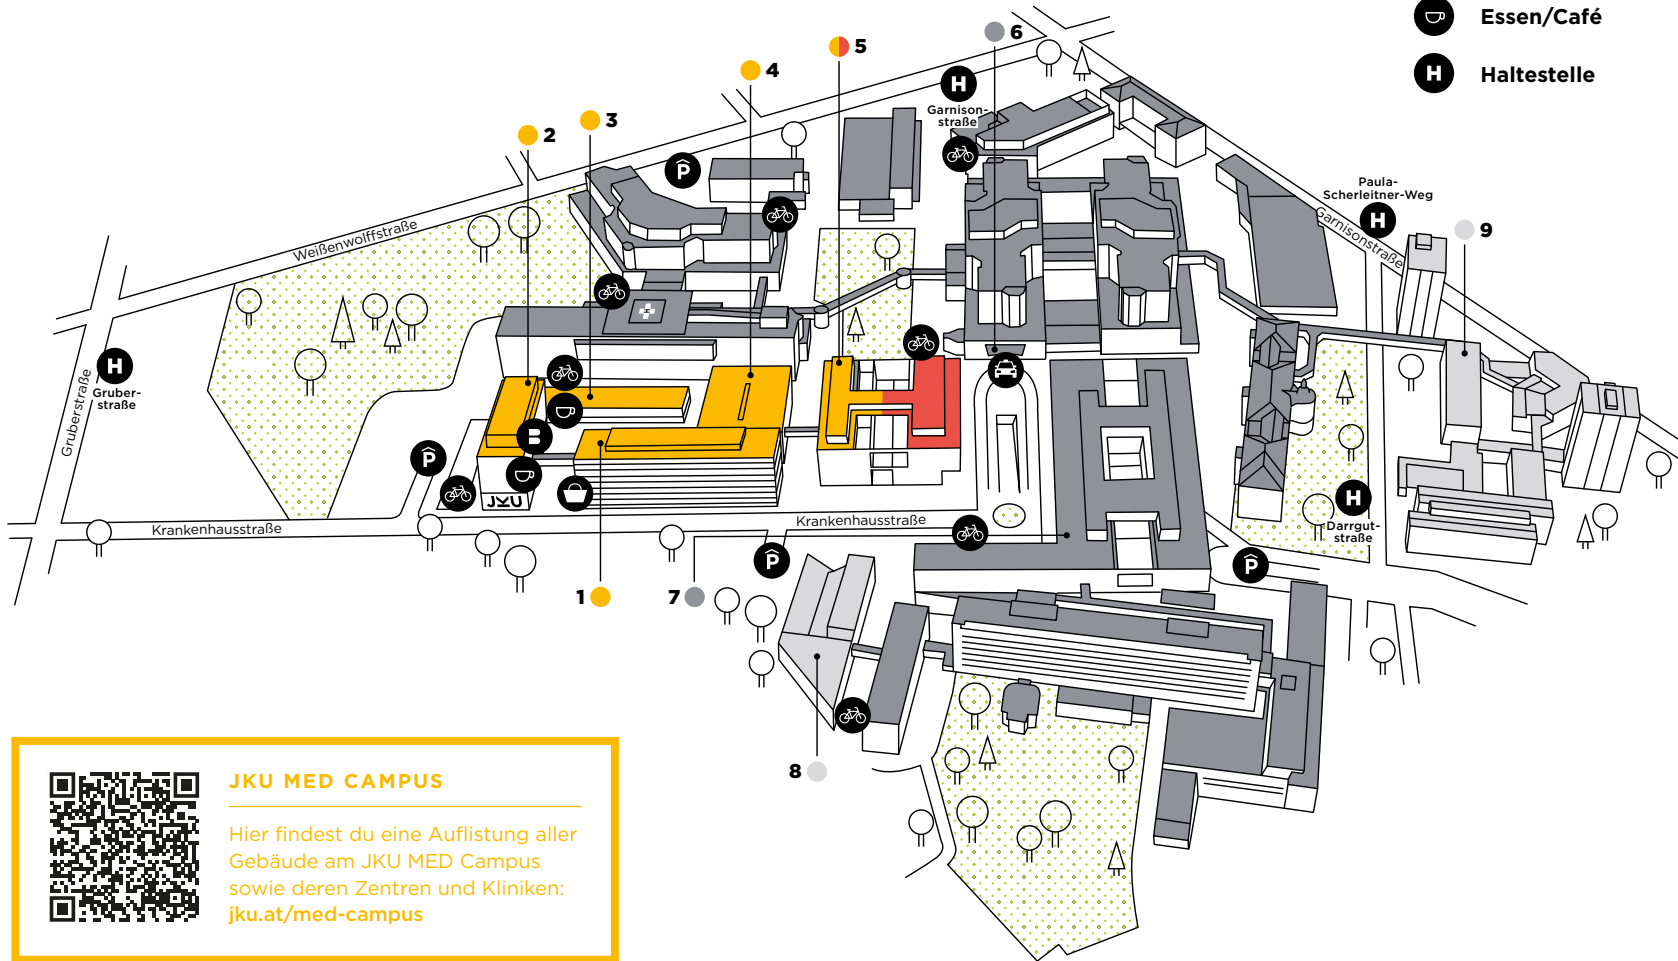 Essen/Café
H
Haltestelle
6
5
4
H
Garnison-
straße
3
2
P
Paula-
Scherleitner-Weg
H
Garnisonstraße
9
Weißenwolffstraße
H
Gruber-
straße
Gruberstraße
B
P
JKU
H
Darrgut-
straße
Krankenhausstraße
Krankenhausstraße
P
P
1
7
8
JKU MED CAMPUS
Hier findest du eine Auflistung aller
Gebäude am JKU MED Campus
sowie deren Zentren und Kliniken:
jku.at/med-campus